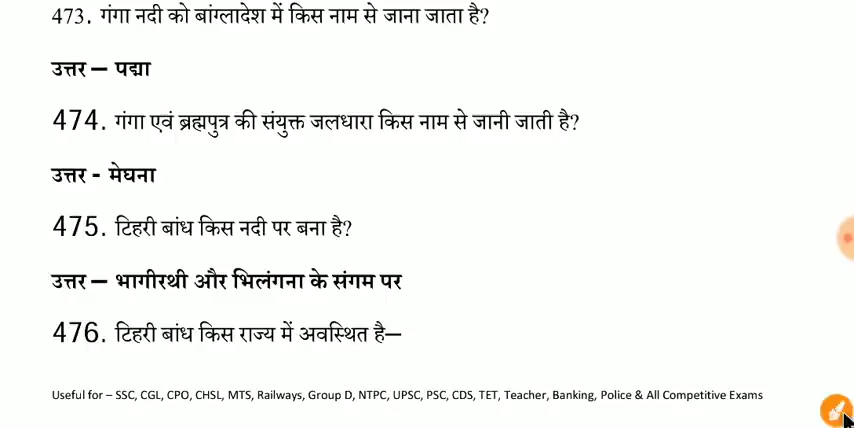 473. गंगा नदी को बांग्लादेश में किस नाम से जाना जाता है?
उत्तर – पद्मा
474. गंगा एवं ब्रह्मपुत्र की संयुक्त जलधारा किस नाम से जानी जाती है?
उत्तर - मेघना
475. टिहरी बांध किस नदी पर बना है?
उत्तर – भागीरथी और भिलंगना के संगम पर
476. टिहरी बांध किस राज्य में अवस्थित है–
Useful for – SSC, CGL, CPO, CHSL, MTS, Railways, Group D, NTPC, UPSC, PSC, CDS, TET, Teacher, Banking, Police & All Competitive Exams